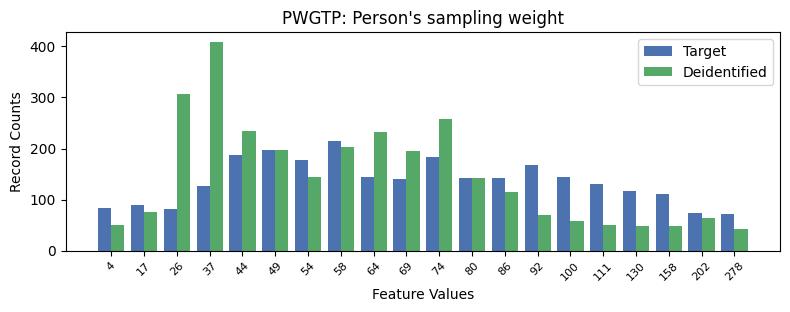 PWGTP: Person's sampling weight
Record Counts
400
300
200
100
0
Target
Deidentified
4 17 26 37 44 49 54 58 64 69 74 80 86 92 100 111 130 158 202 278
Feature Values